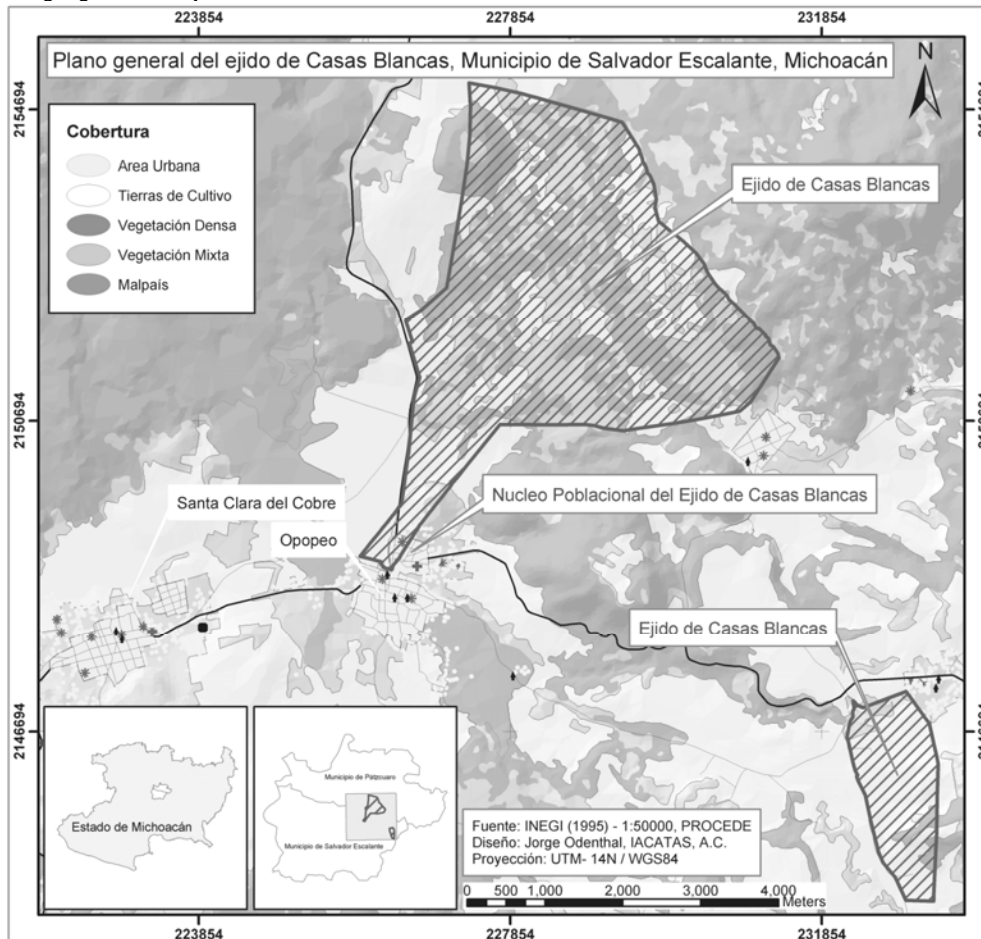 223854
227854
231854
Plano general del ejido de Casas Blancas, Municipio de Salvador Escalante, Michoacán
N
2154694
2154694
Cobertura
Area Urbana
Tierras de Cultivo
Vegetación Densa
Vegetación Mixta
Malpaís
Ejido de Casas Blancas
2150694
2150694
Nucleo Poblacional del Ejido de Casas Blancas
Santa Clara del Cobre
Opopeo
Ejido de Casas Blancas
2146694
2146694
Estado de Michoacán
Municipio de Pátzcuaro
Municipio de Salvador Escalante
Fuente: INEGI (1995) - 1:50000, PROCEDE
Diseño: Jorge Odenthal, IACATAS, A.C.
Proyección: UTM- 14N / WGS84
0 500 1,000 2,000 3,000 4,000
Meters
223854
227854
231854